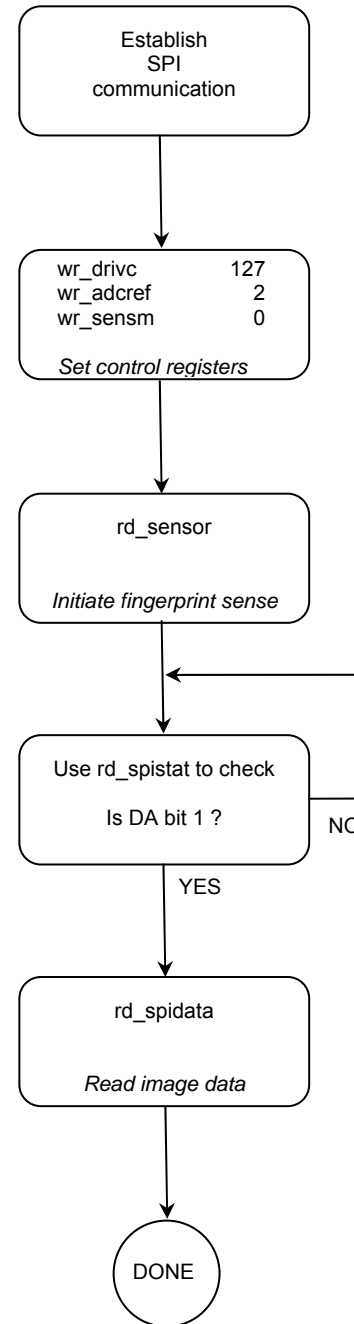 Establish
SPI
communication
wr_drivc 127
wr_adcref 2
wr_sensm 0
Set control registers
rd_sensor
Initiate fingerprint sense
Use rd_spistat to check
Is DA bit 1 ?
NO
YES
rd_spidata
Read image data
DONE